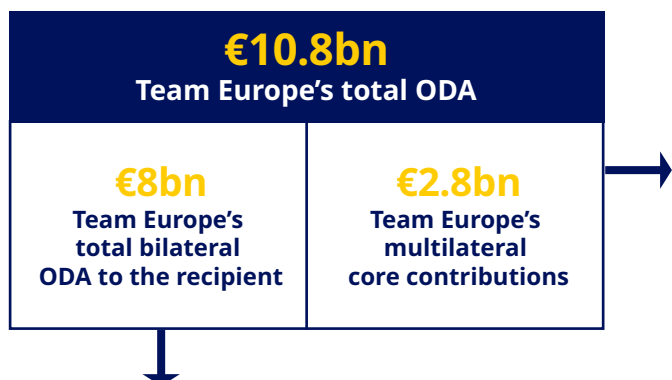 €10.8bn
Team Europe's total ODA
€8bn
Team Europe's
total bilateral
ODA to the recipient
€2.8bn
Team Europe's
multilateral
core contributions